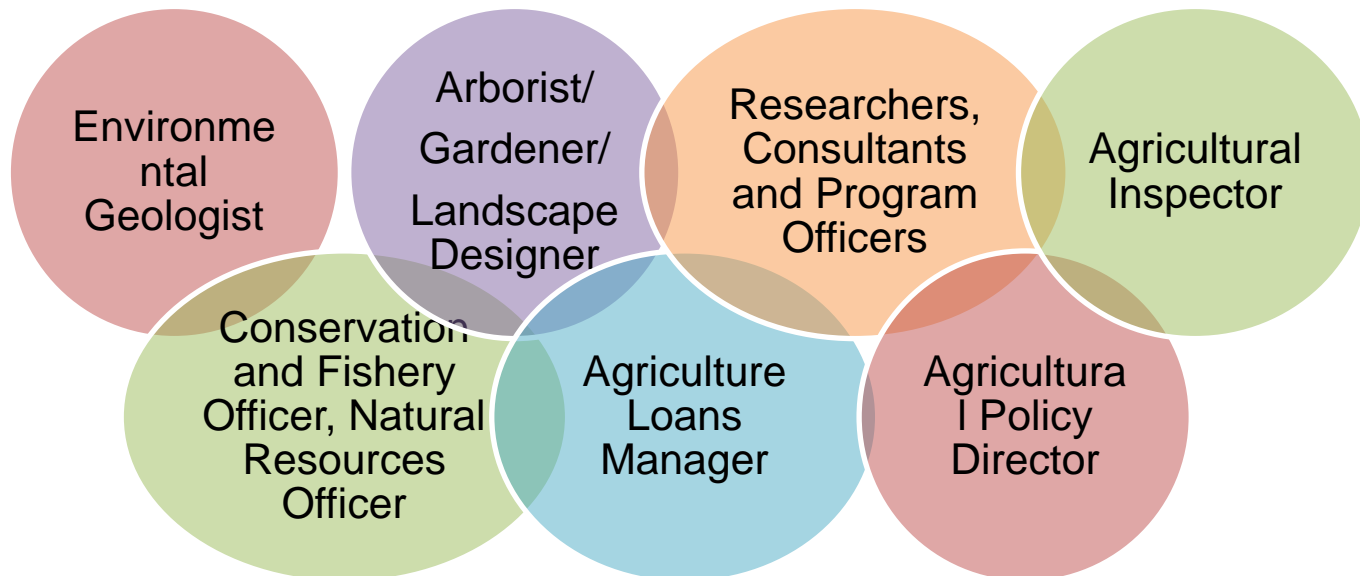 Environme
ntal
Geologist
Arborist/
Gardener/
Landscape
Designer
Researchers,
Consultants
and Program
Officers
Agricultural
Inspector
Conservation
and Fishery
Officer, Natural
Resources
Officer
Agriculture
Loans
Manager
Agricultura
l Policy
Director